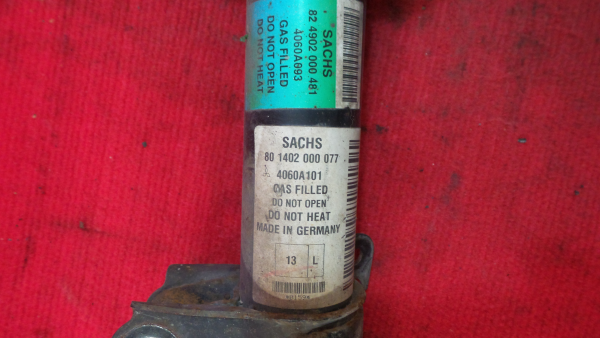 SACHS
82 4902 000 481
4060A093
GAS FILLED
DO NOT OPEN
DO NOT HEAT
SACHS
80 1402 000 077
4060A101
GAS FILLED
DO NOT OPEN
DO NOT HEAT
MADE IN GERMANY
13 L